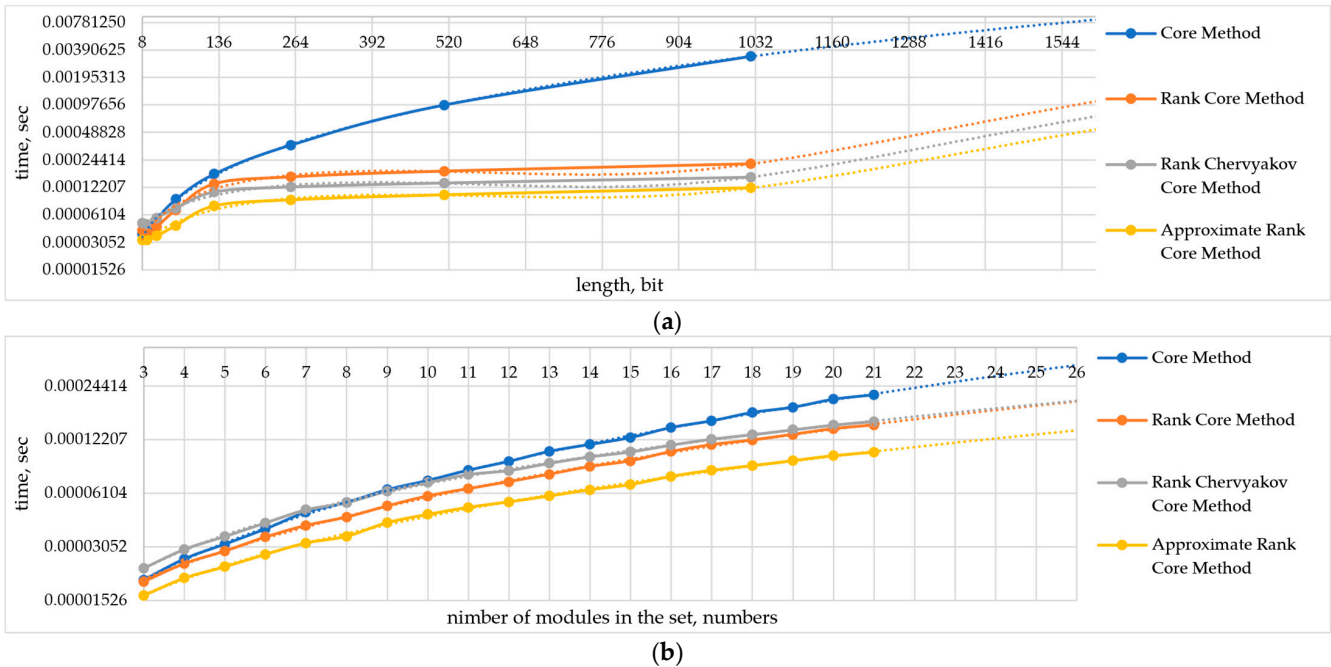 0.00781250
8 136 264 392 520 648 776 904 1032 1160 1288 1416 1544
0.00390625
0.00195313
0.00097656
0.00048828
0.00024414
0.00012207
0.00006104
0.00003052
0.00001526
time, sec
length, bit
Core Method
Rank Core Method
Rank Chervyakov
Core Method
Approximate Rank
Core Method
(a)
3 4 5 6 7 8 9 10 11 12 13 14 15 16 17 18 19 20 21 22 23 24 25 26
0.00024414
0.00012207
0.00006104
0.00003052
0.00001526
time, sec
nimber of modules in the set, numbers
Core Method
Rank Core Method
Rank Chervyakov
Core Method
Approximate Rank
Core Method
(b)